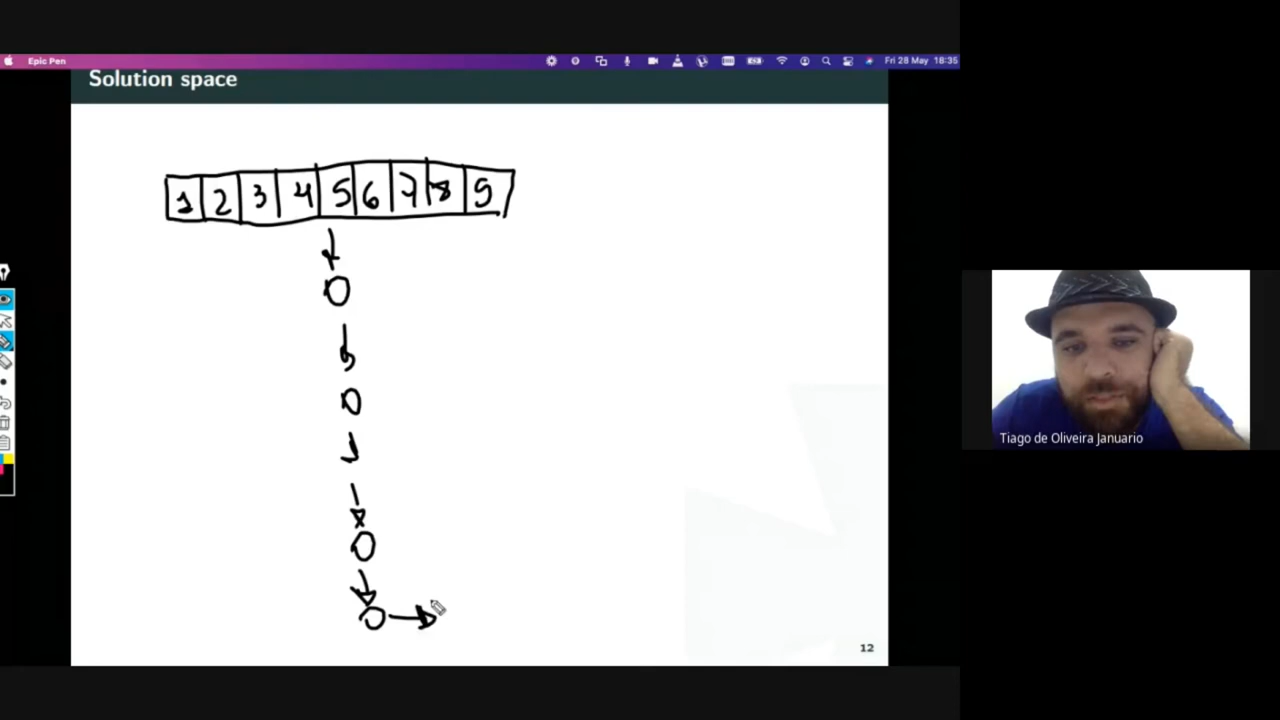 Epic Pen
Fri 28 May 18:35
Solution space
1 2 3 4 5 6 7 8 9
Tiago de Oliveira Januario
12